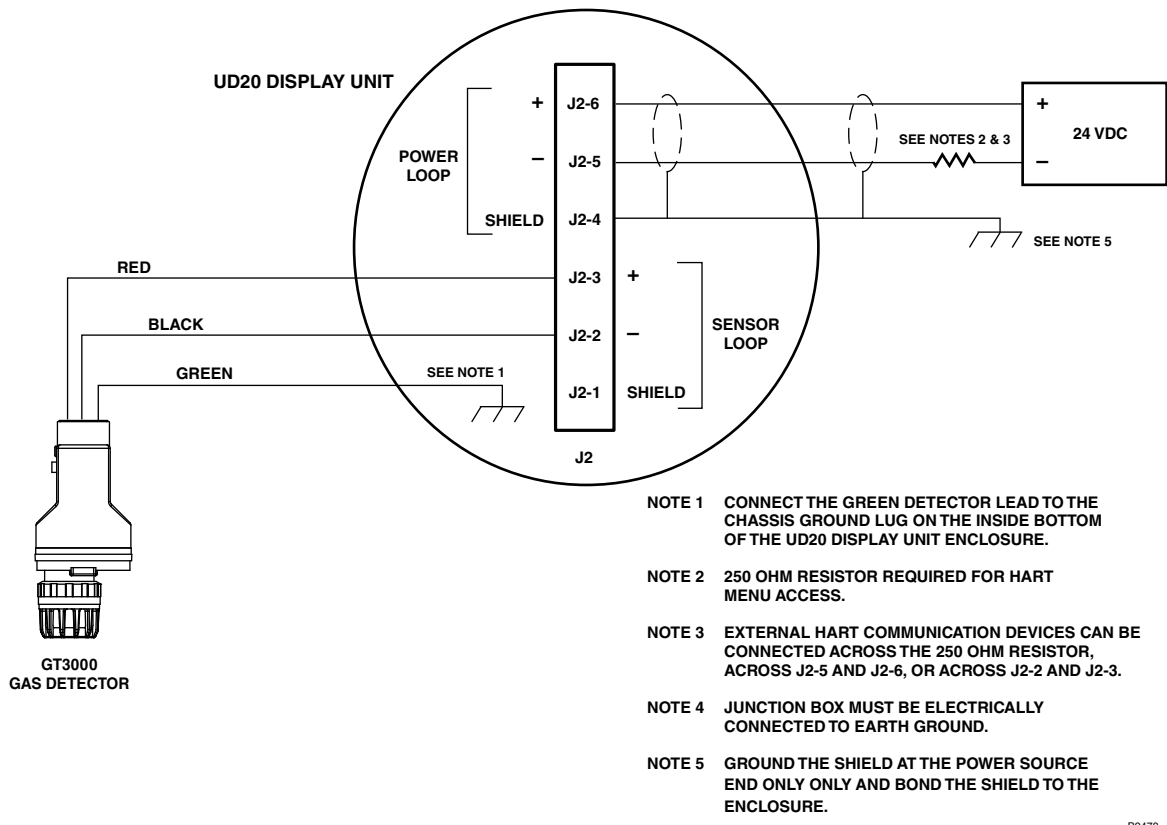 UD20 DISPLAY UNIT
POWER
LOOP
+
–
SHIELD
J2-6
J2-5
J2-4
J2-3
J2-2
J2-1
J2
+
–
SHIELD
SENSOR
LOOP
SEE NOTES 2 & 3
+
–
24 VDC
SEE NOTE 5
RED
BLACK
GREEN
SEE NOTE 1
GT3000
GAS DETECTOR
NOTE 1 CONNECT THE GREEN DETECTOR LEAD TO THE
CHASSIS GROUND LUG ON THE INSIDE BOTTOM
OF THE UD20 DISPLAY UNIT ENCLOSURE.
NOTE 2 250 OHM RESISTOR REQUIRED FOR HART
MENU ACCESS.
NOTE 3 EXTERNAL HART COMMUNICATION DEVICES CAN BE
CONNECTED ACROSS THE 250 OHM RESISTOR,
ACROSS J2-5 AND J2-6, OR ACROSS J2-2 AND J2-3.
NOTE 4 JUNCTION BOX MUST BE ELECTRICALLY
CONNECTED TO EARTH GROUND.
NOTE 5 GROUND THE SHIELD AT THE POWER SOURCE
END ONLY ONLY AND BOND THE SHIELD TO THE
ENCLOSURE.